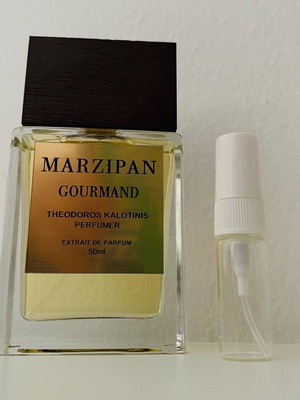 MARZIPAN
GOURMAND
THEODOROS KALOTINIS
PERFUMER
EXTRAIT DE PARFUM
50ml